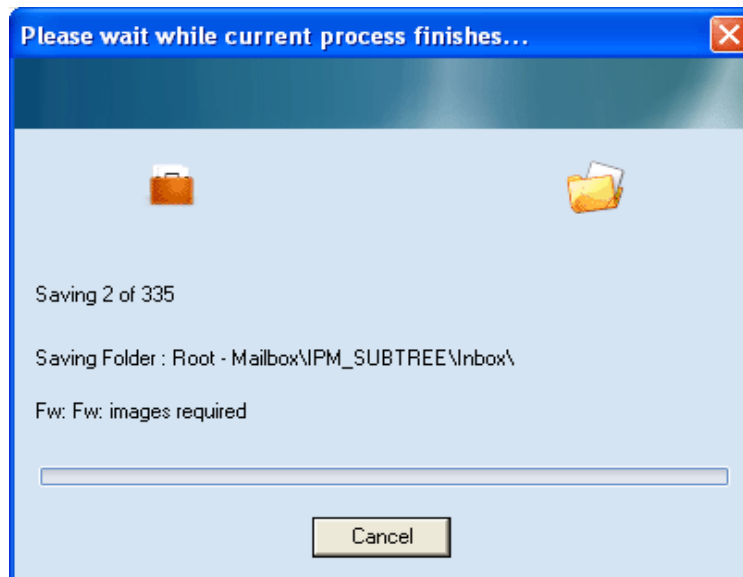 Please wait while current process finishes...
Saving 2 of 335
Saving Folder : Root - Mailbox\IPM_SUBTREE\Inbox\
Fw: Fw: images required
Cancel